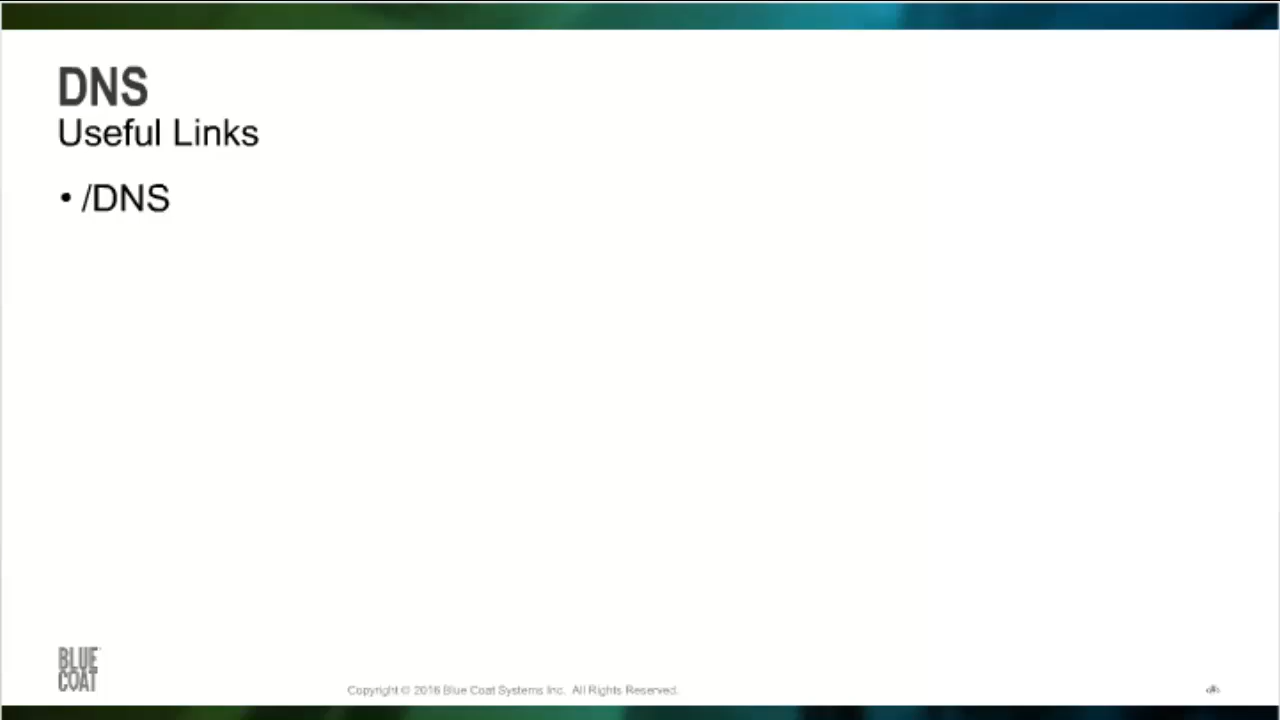 DNS
Useful Links
• /DNS
BLUE
COAT
Copyright © 2016 Blue Coat Systems Inc. All Rights Reserved.